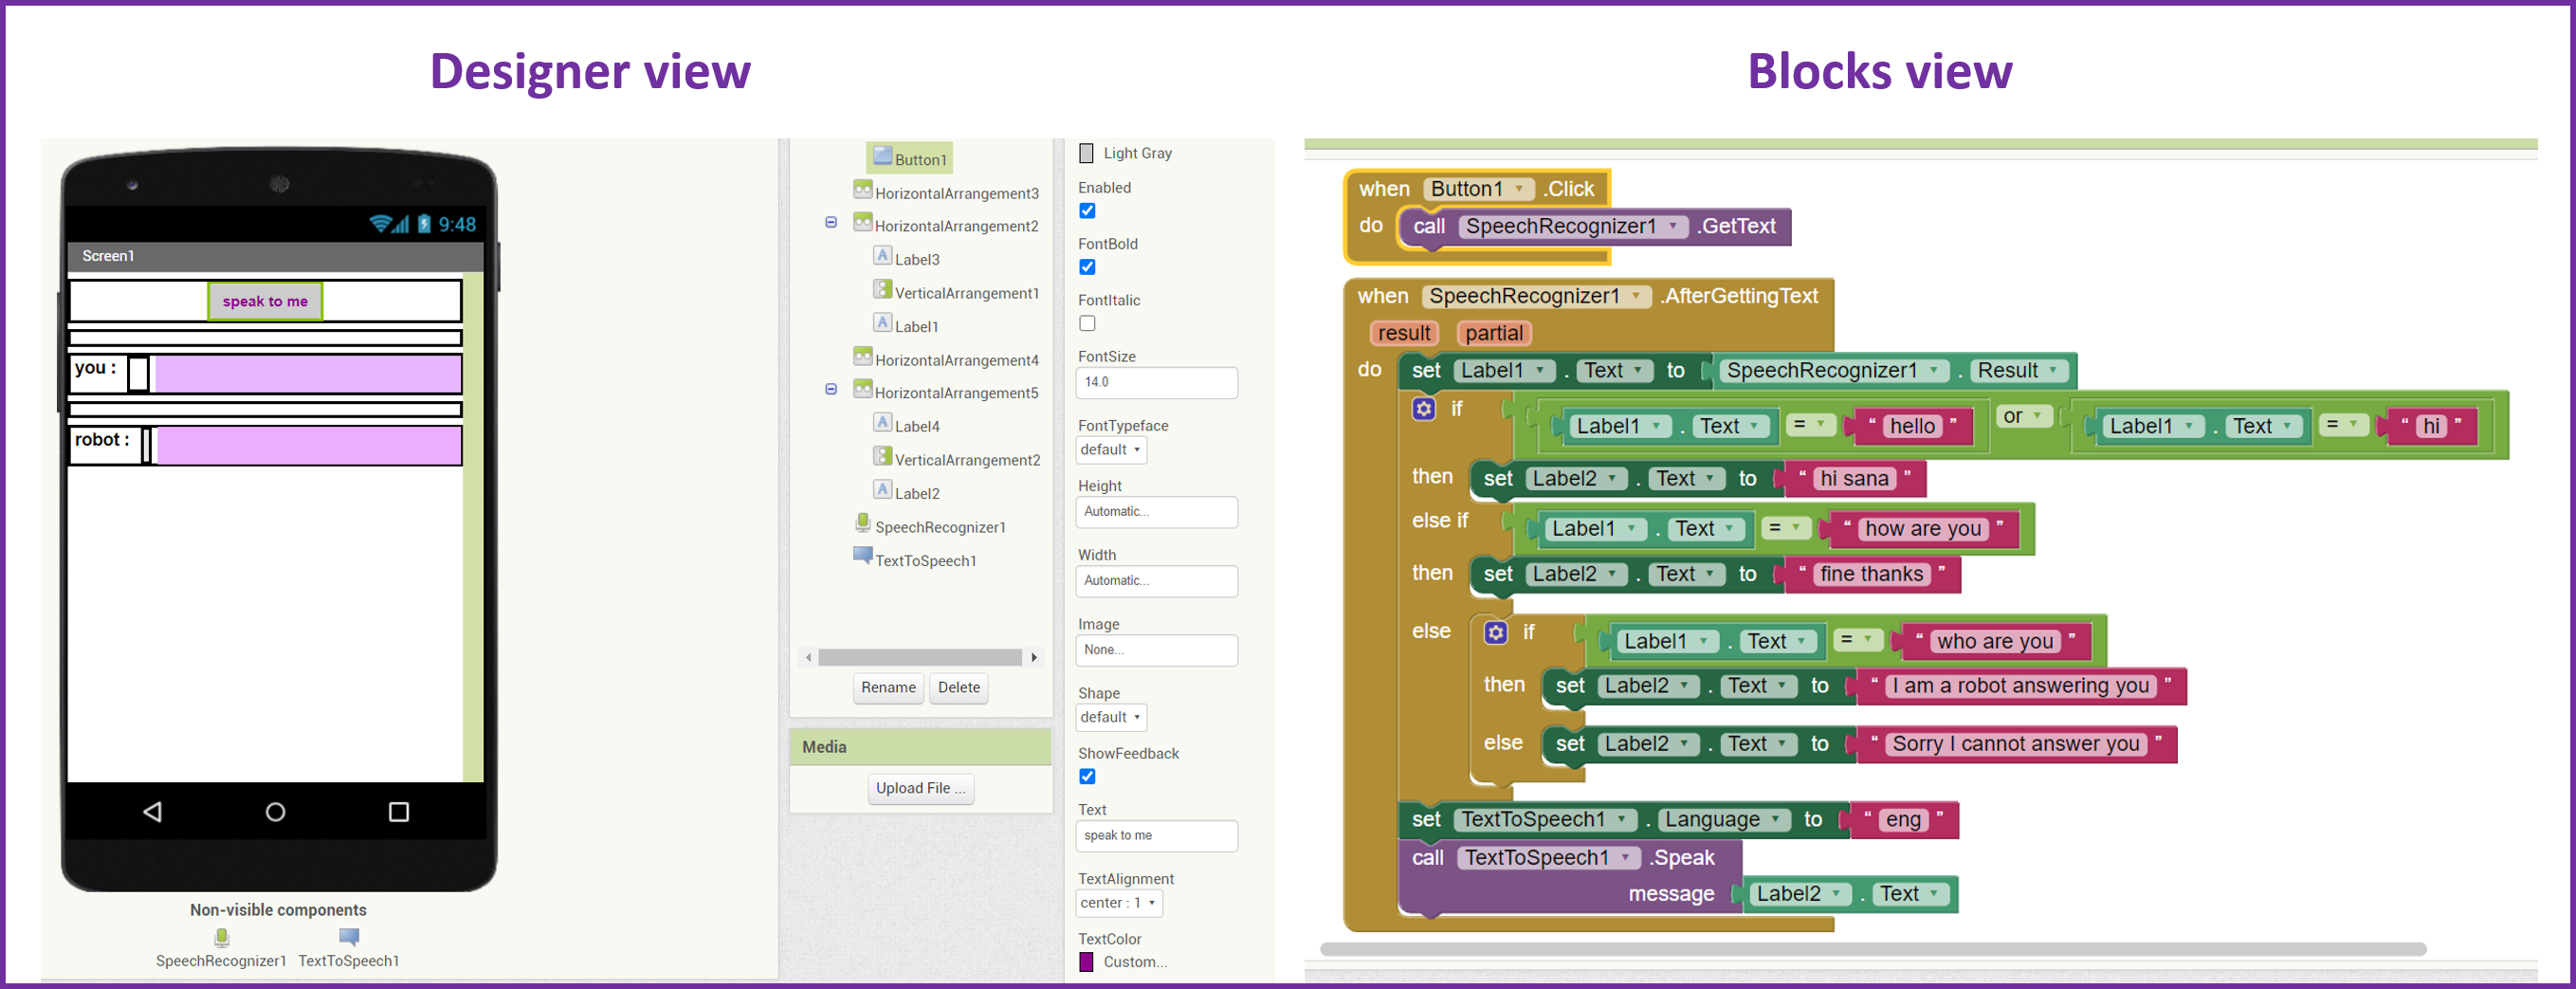 Designer view
Blocks view
9:48
Screen1
speak to me
you :
robot :
Non-visible components
SpeechRecognizer1 TextToSpeech1
Button1
HorizontalArrangement3
HorizontalArrangement2
Label3
VerticalArrangement1
Label1
HorizontalArrangement4
HorizontalArrangement5
Label4
VerticalArrangement2
Label2
SpeechRecognizer1
TextToSpeech1
Rename Delete
Media
Upload File ...
Light Gray
Enabled
FontBold
FontItalic
FontSize
14.0
FontTypeface
default
Height
Automatic...
Width
Automatic...
Image
None...
Shape
default
ShowFeedback
Text
speak to me
TextAlignment
center : 1
TextColor
Custom...
when Button1 .Click
do call SpeechRecognizer1 .GetText
when SpeechRecognizer1 .AfterGettingText
result partial
do set Label1 . Text to SpeechRecognizer1 . Result
if Label1 . Text = “ hello ” or Label1 . Text = “ hi ”
then set Label2 . Text to “ hi sana ”
else if Label1 . Text = “ how are you ”
then set Label2 . Text to “ fine thanks ”
else if Label1 . Text = “ who are you ”
then set Label2 . Text to “ I am a robot answering you ”
else set Label2 . Text to “ Sorry I cannot answer you ”
set TextToSpeech1 . Language to “ eng ”
call TextToSpeech1 .Speak
message Label2 . Text